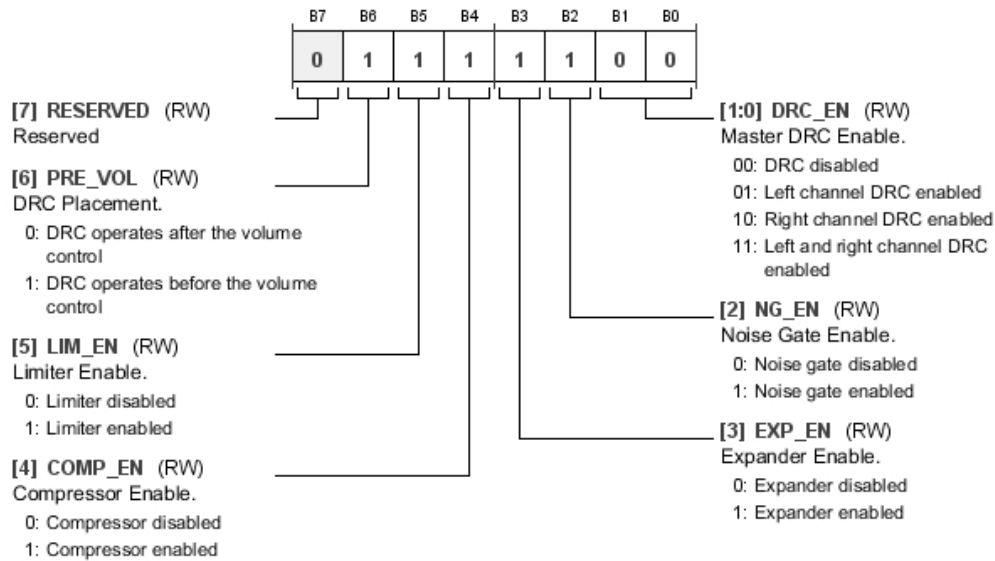 B7 B6 B5 B4 B3 B2 B1 B0
0 1 1 1 1 1 0 0
[7] RESERVED (RW)
Reserved
[6] PRE_VOL (RW)
DRC Placement.
0: DRC operates after the volume
control
1: DRC operates before the volume
control
[5] LIM_EN (RW)
Limiter Enable.
0: Limiter disabled
1: Limiter enabled
[4] COMP_EN (RW)
Compressor Enable.
0: Compressor disabled
1: Compressor enabled
[1:0] DRC_EN (RW)
Master DRC Enable.
00: DRC disabled
01: Left channel DRC enabled
10: Right channel DRC enabled
11: Left and right channel DRC
enabled
[2] NG_EN (RW)
Noise Gate Enable.
0: Noise gate disabled
1: Noise gate enabled
[3] EXP_EN (RW)
Expander Enable.
0: Expander disabled
1: Expander enabled